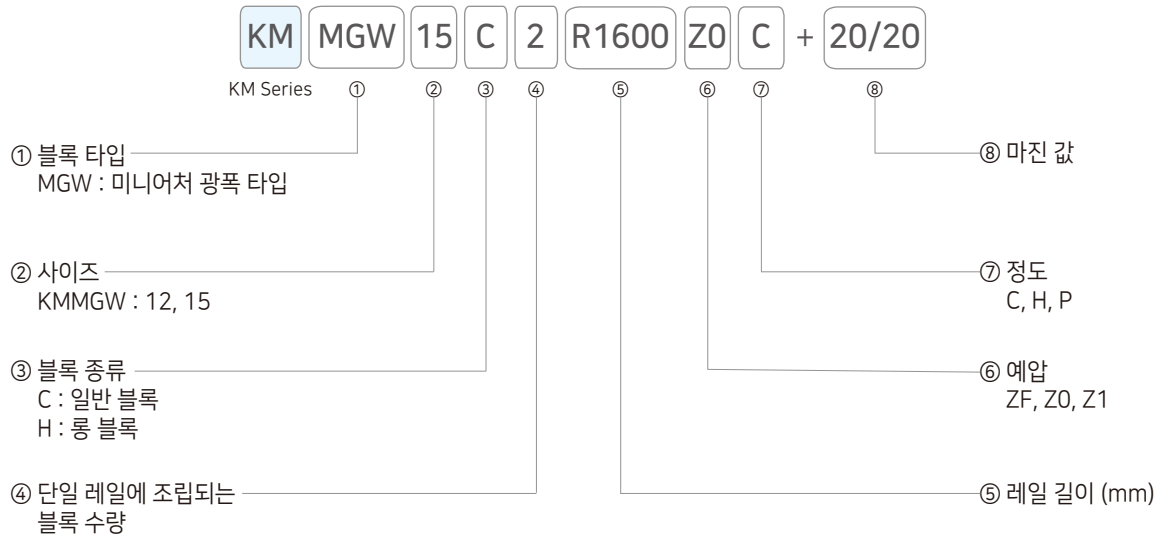 KM MGW 15 C 2 R1600 Z0 C + 20/20
KM Series ① ② ③ ④ ⑤ ⑥ ⑦ ⑧
① 블록 타입
MGW : 미니어처 광폭 타입
② 사이즈
KMMGW : 12, 15
③ 블록 종류
C : 일반 블록
H : 롱 블록
④ 단일 레일에 조립되는
블록 수량
⑧ 마진 값
⑦ 정도
C, H, P
⑥ 예압
ZF, Z0, Z1
⑤ 레일 길이 (mm)